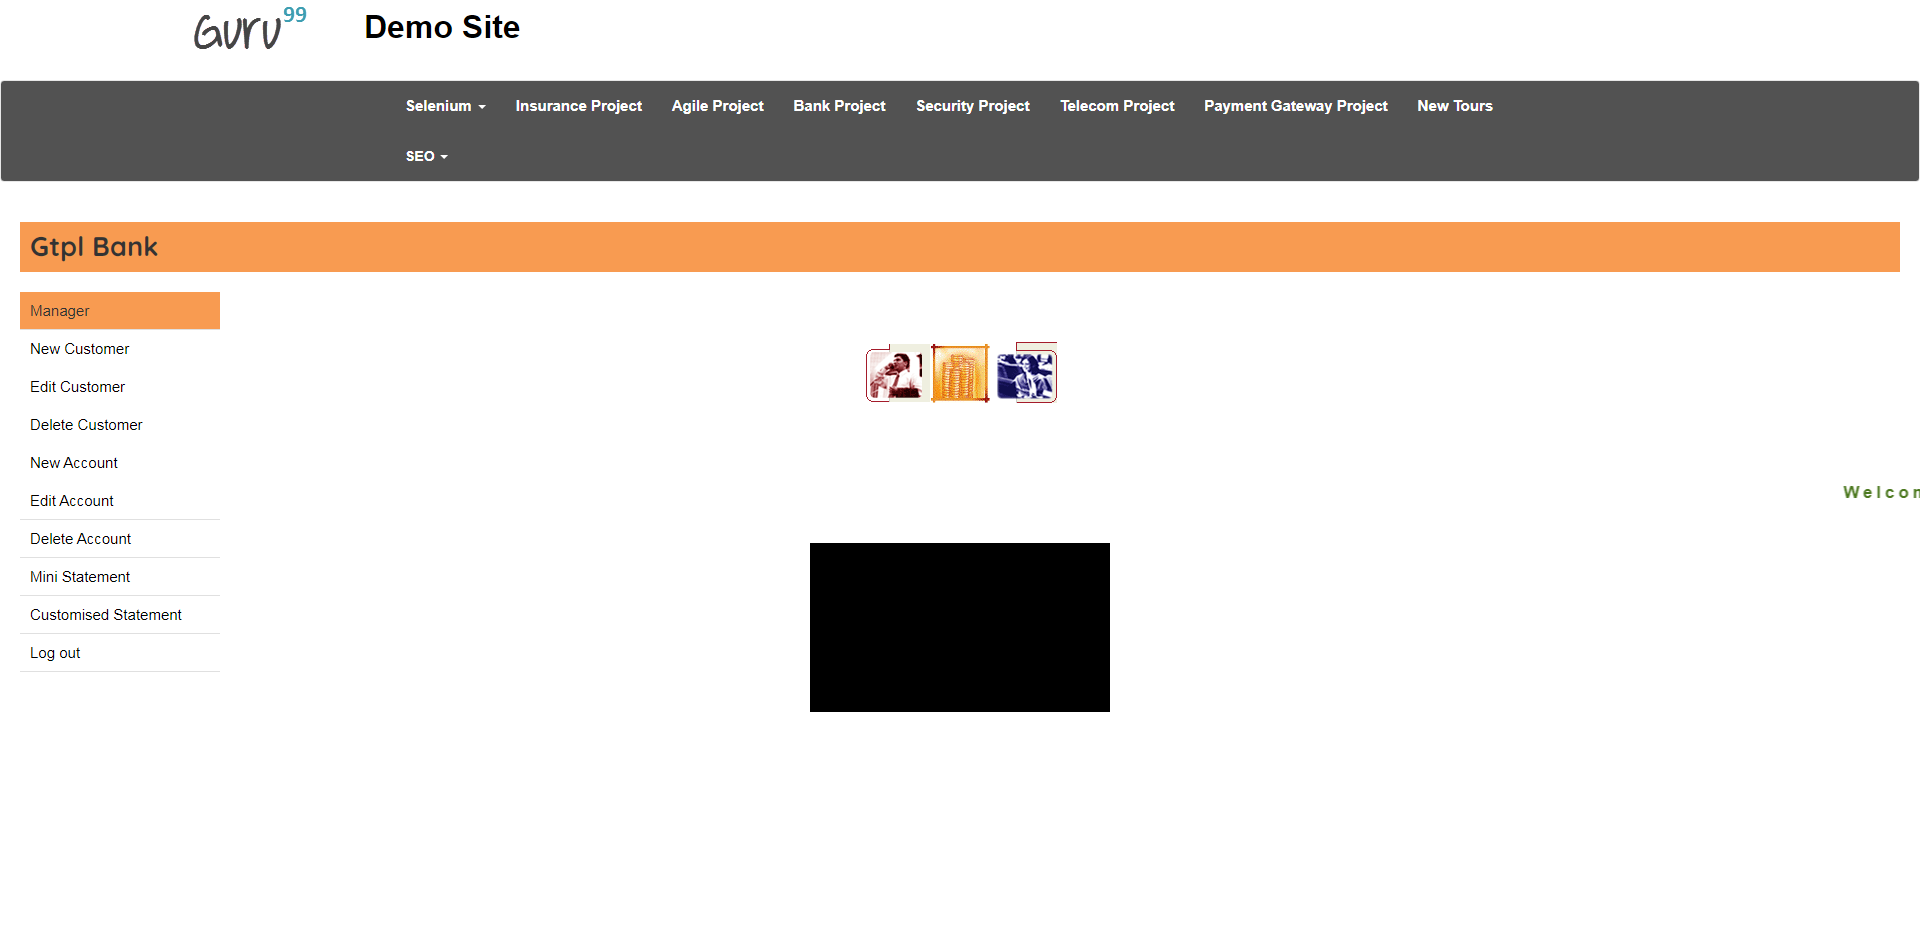 Guru99
Demo Site
Selenium Insurance Project Agile Project Bank Project Security Project Telecom Project Payment Gateway Project New Tours
SEO
Gtpl Bank
Manager
New Customer
Edit Customer
Delete Customer
New Account
Edit Account
Delete Account
Mini Statement
Customised Statement
Log out